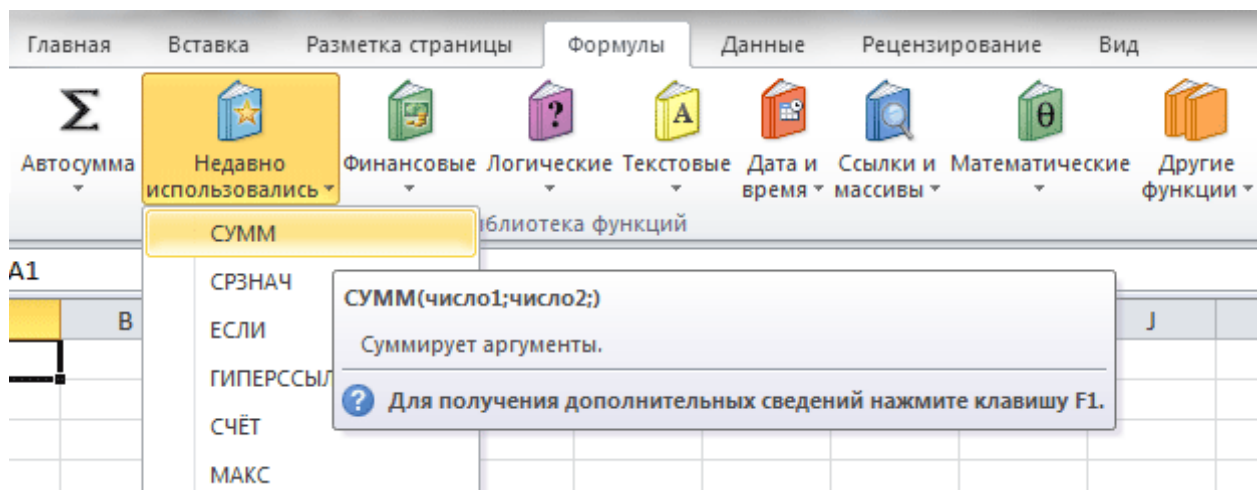 Главная Вставка Разметка страницы Формулы Данные Рецензирование Вид
Σ ? A θ
Автосумма Недавно использовались Финансовые Логические Текстовые Дата и время Ссылки и массивы Математические Другие функции
иблиотека функций
A1
B J
СУММ
СРЗНАЧ
ЕСЛИ
ГИПЕРССЫЛ
СЧЁТ
МАКС
СУММ(число1;число2;)
Суммирует аргументы.
? Для получения дополнительных сведений нажмите клавишу F1.